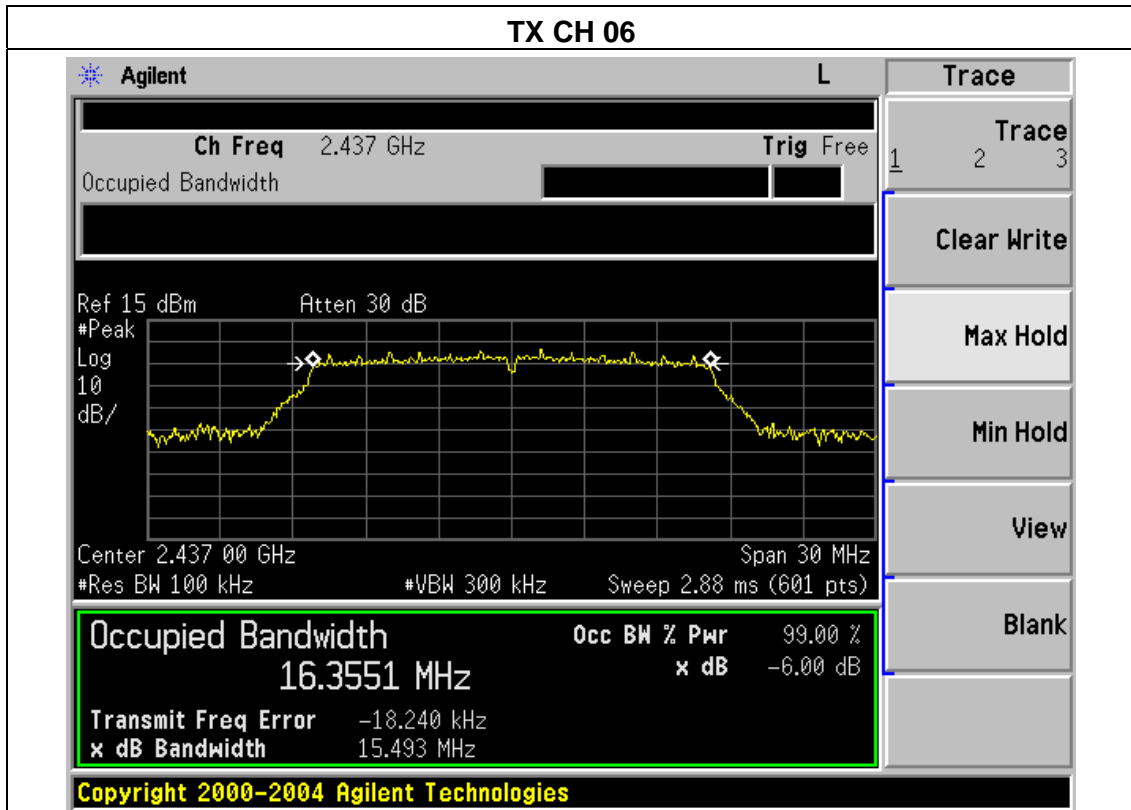 TX CH 06
Agilent L Trace
Ch Freq 2.437 GHz Trig Free
Occupied Bandwidth
Trace
1 2 3
Clear Write
Max Hold
Min Hold
View
Blank
Ref 15 dBm Atten 30 dB
#Peak
Log
10
dB/
Center 2.437 00 GHz Span 30 MHz
#Res BW 100 kHz #VBW 300 kHz Sweep 2.88 ms (601 pts)
Occupied Bandwidth Occ BW % Pwr 99.00 %
16.3551 MHz x dB -6.00 dB
Transmit Freq Error -18.240 kHz
x dB Bandwidth 15.493 MHz
Copyright 2000-2004 Agilent Technologies